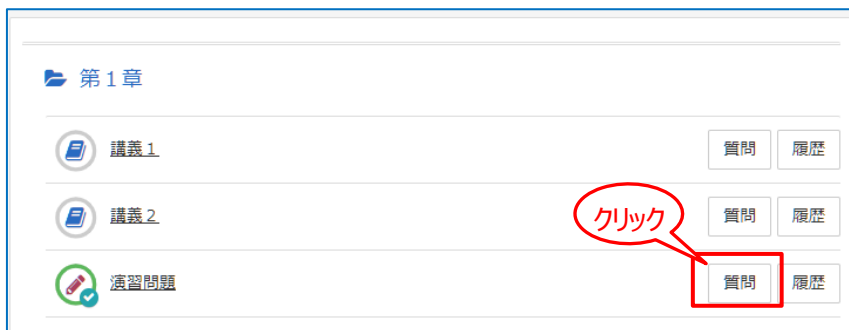 第1章
講義1 質問 履歴
講義2 質問 履歴
クリック
演習問題 質問 履歴